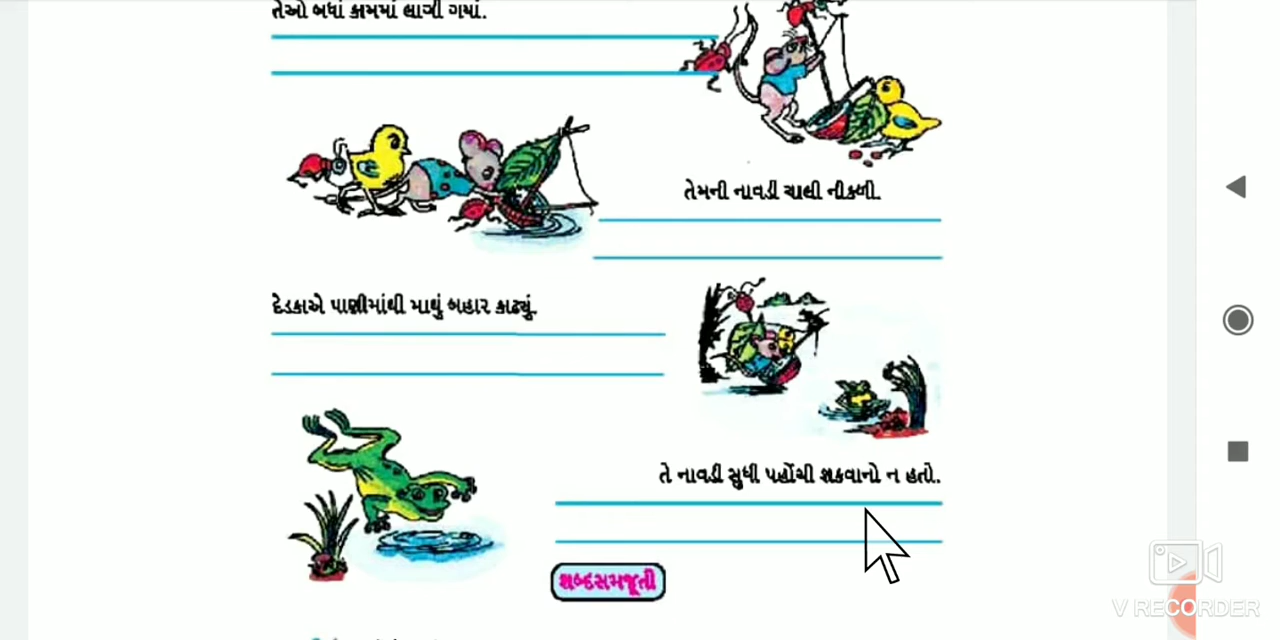 તેઓ બધાં કામમાં લાગી ગયાં.
તેમની નાવડી ચાલી નીકળી.
દેડકાએ પાણીમાંથી માથું બહાર કાઢ્યું.
તે નાવડી સુધી પહોંચી શકવાનો ન હતો.
શબ્દસમજૂતી
V RECORDER